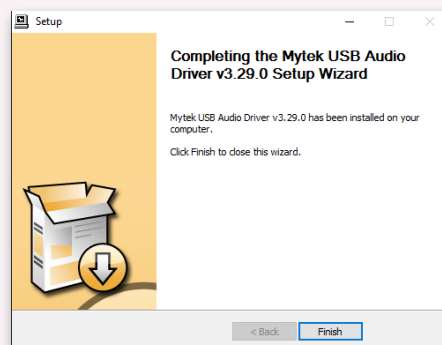 Setup
Completing the Mytek USB Audio
Driver v3.29.0 Setup Wizard
Mytek USB Audio Driver v3.29.0 has been installed on your
computer.
Click Finish to close this wizard.
< Back
Finish